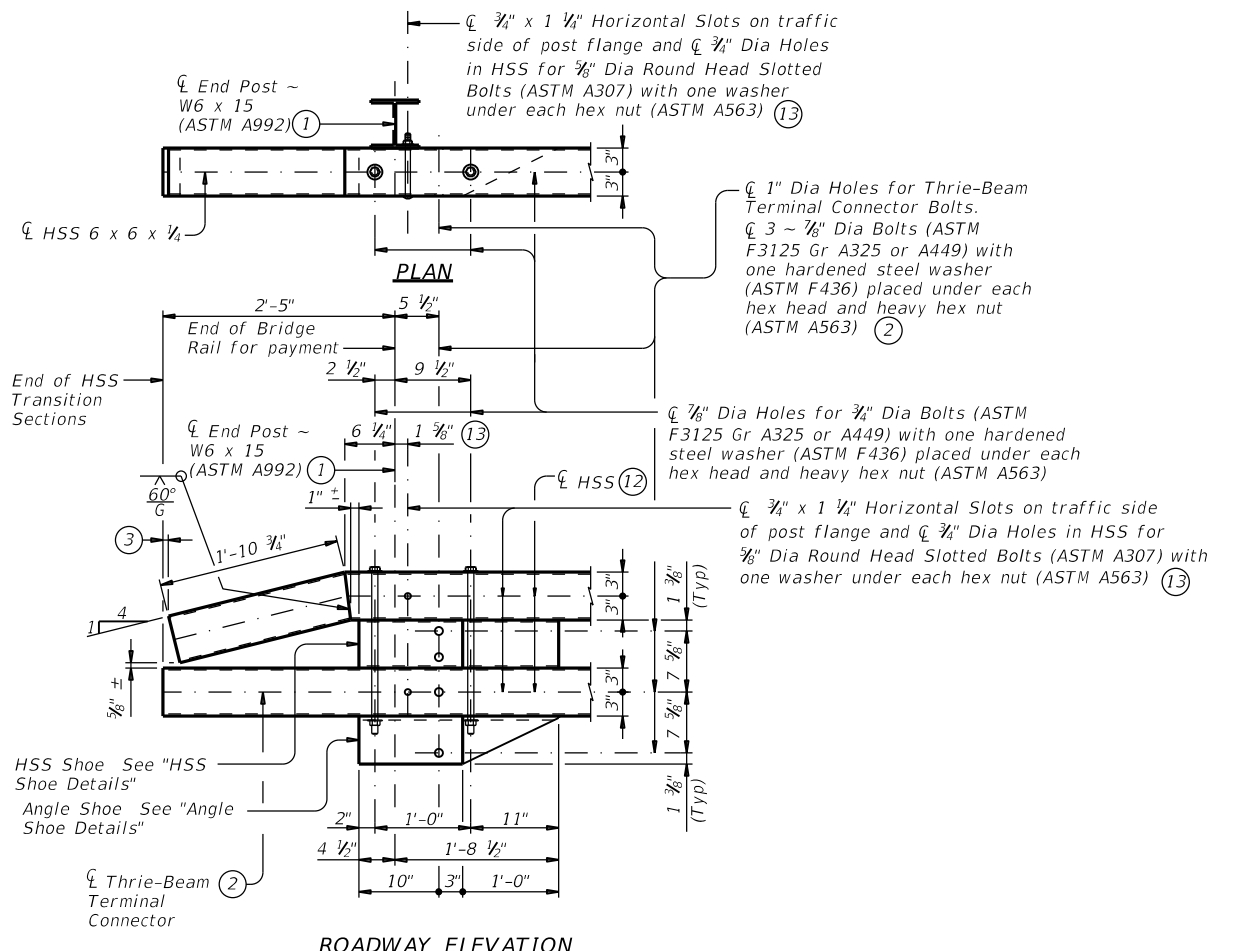 ℄ ¾" x 1 ¼" Horizontal Slots on traffic
side of post flange and ℄ ¾" Dia Holes
in HSS for ⅝" Dia Round Head Slotted
Bolts (ASTM A307) with one washer
under each hex nut (ASTM A563) 13
℄ End Post ~
W6 x 15
(ASTM A992) 1
3"
3"
℄ HSS 6 x 6 x ¼
PLAN
℄ 1" Dia Holes for Thrie-Beam
Terminal Connector Bolts.
℄ 3 ~ ⅞" Dia Bolts (ASTM
F3125 Gr A325 or A449) with
one hardened steel washer
(ASTM F436) placed under each
hex head and heavy hex nut
(ASTM A563) 2
2'-5"
5 ½"
End of Bridge
Rail for payment
2 ½"
9 ½"
End of HSS
Transition
Sections
℄ ⅞" Dia Holes for ¾" Dia Bolts (ASTM
F3125 Gr A325 or A449) with one hardened
steel washer (ASTM F436) placed under each
hex head and heavy hex nut (ASTM A563)
6 ¼"
1 ⅝" 13
℄ End Post ~
W6 x 15
(ASTM A992) 1
℄ HSS 12
60°
G
1" ±
3
1'-10 ¾"
℄ ¾" x 1 ¼" Horizontal Slots on traffic
side of post flange and ℄ ¾" Dia Holes in HSS for
⅝" Dia Round Head Slotted Bolts (ASTM A307) with
one washer under each hex nut (ASTM A563) 13
4
1
3"
3"
1 ⅜"
(Typ)
7 ⅝"
3"
3"
7 ⅝"
⅝" ±
1 ⅜"
(Typ)
HSS Shoe See "HSS
Shoe Details"
Angle Shoe See "Angle
Shoe Details"
2"
1'-0"
11"
4 ½"
1'-8 ½"
10"
3"
1'-0"
℄ Thrie-Beam 2
Terminal
Connector
ROADWAY ELEVATION